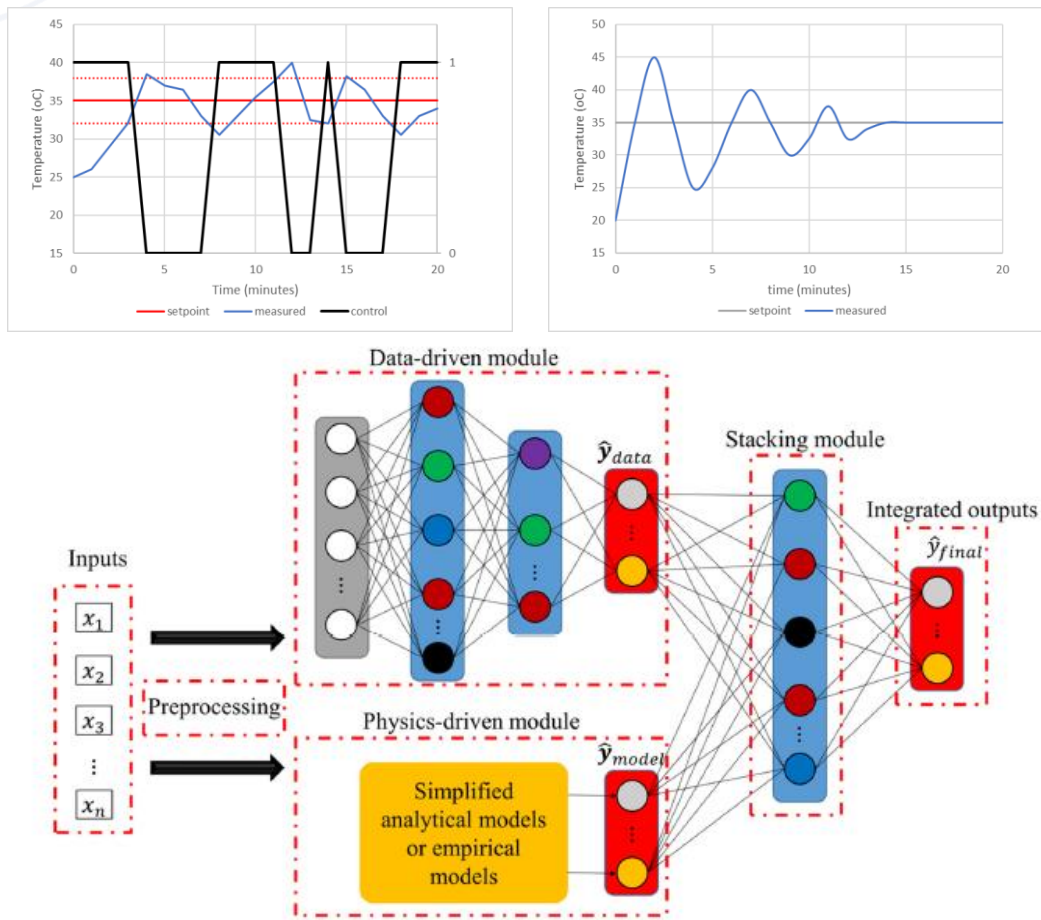 45
40
35
30
25
20
15
Temperature (oC)
1
0
0 5 10 15 20
Time (minutes)
setpoint measured control
50
45
40
35
30
25
20
15
Temperature (oC)
0 5 10 15 20
time (minutes)
setpoint measured
Data-driven module
ŷdata
Stacking module
Integrated outputs
ŷfinal
Inputs
x1
x2
x3
⋮
xn
Preprocessing
Physics-driven module
ŷmodel
Simplified
analytical models
or empirical
models